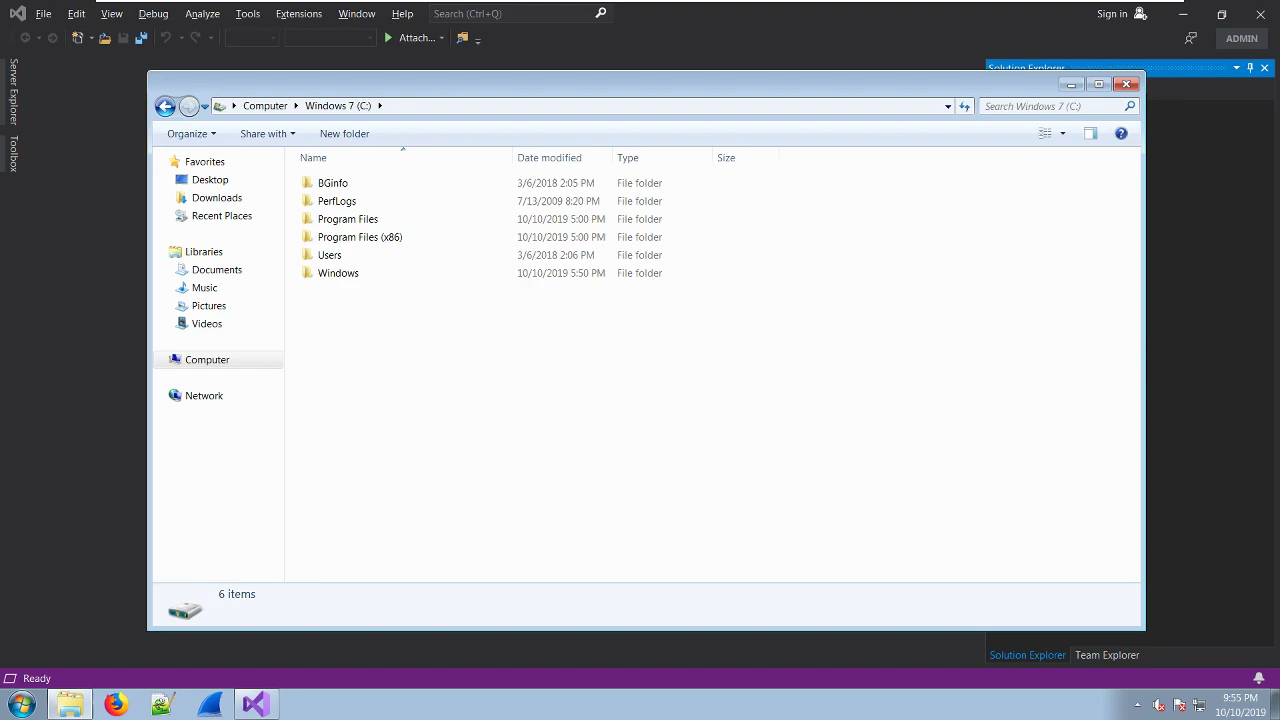 File Edit View Debug Analyze Tools Extensions Window Help Search (Ctrl+Q) Sign in
Attach... ADMIN
Server Explorer
Toolbox
Solution Explorer
Computer Windows 7 (C:) Search Windows 7 (C:)
Organize Share with New folder
Name Date modified Type Size
Favorites
Desktop
Downloads
Recent Places
Libraries
Documents
Music
Pictures
Videos
Computer
Network
BGinfo 3/6/2018 2:05 PM File folder
PerfLogs 7/13/2009 8:20 PM File folder
Program Files 10/10/2019 5:00 PM File folder
Program Files (x86) 10/10/2019 5:00 PM File folder
Users 3/6/2018 2:06 PM File folder
Windows 10/10/2019 5:50 PM File folder
6 items
Solution Explorer Team Explorer
Ready
9:55 PM
10/10/2019